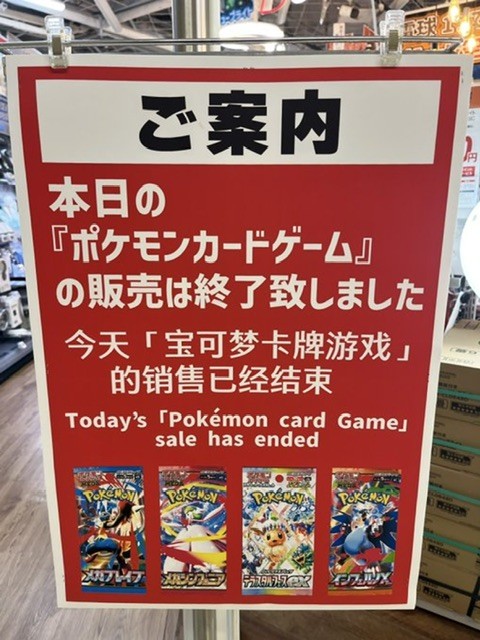 ご案内
本日の
『ポケモンカードゲーム』
の販売は終了致しました
今天「宝可梦卡牌游戏」
的销售已经结束
Today's「Pokémon card Game」
sale has ended
Pokémon Pokémon Pokémon Pokémon
メガブレイブ メガシンフォニア テラスタルフェスex インフェルノX